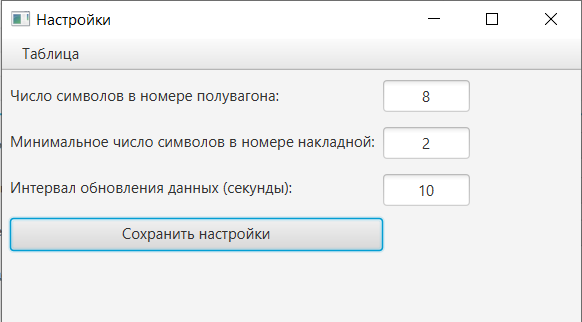 Настройки
Таблица
Число символов в номере полувагона: 8
Минимальное число символов в номере накладной: 2
Интервал обновления данных (секунды): 10
Сохранить настройки